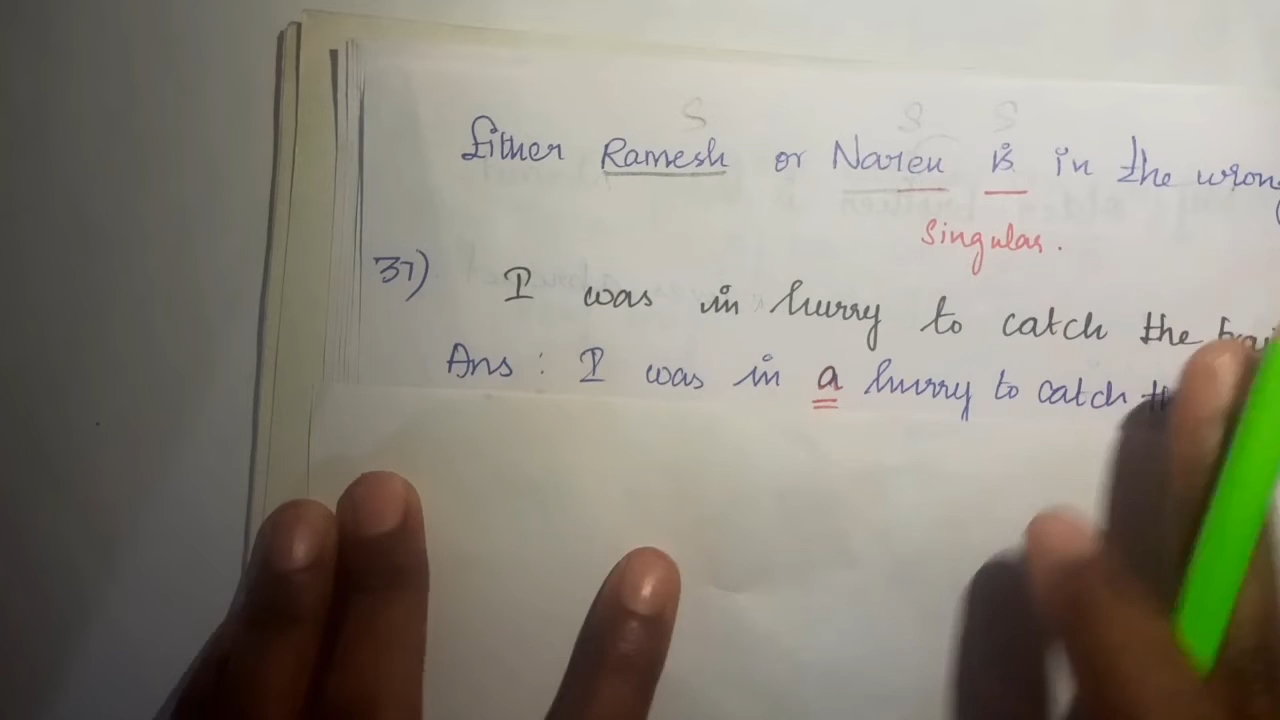 S S S
Either Ramesh or Naren is in the wrong
Singular.
37) I was in hurry to catch the
Ans : I was in a hurry to catch